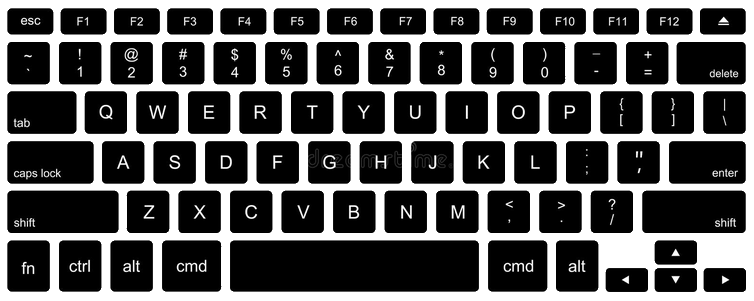 esc F1 F2 F3 F4 F5 F6 F7 F8 F9 F10 F11 F12
~ ! @ # $ % ^ & * ( ) _ +
` 1 2 3 4 5 6 7 8 9 0 - = delete
tab Q W E R T Y U I O P { } |
[ ] \
caps lock A S D F G H J K L : "
; ' enter
shift Z X C V B N M < > ?
, . / shift
fn ctrl alt cmd cmd alt
dreamstime